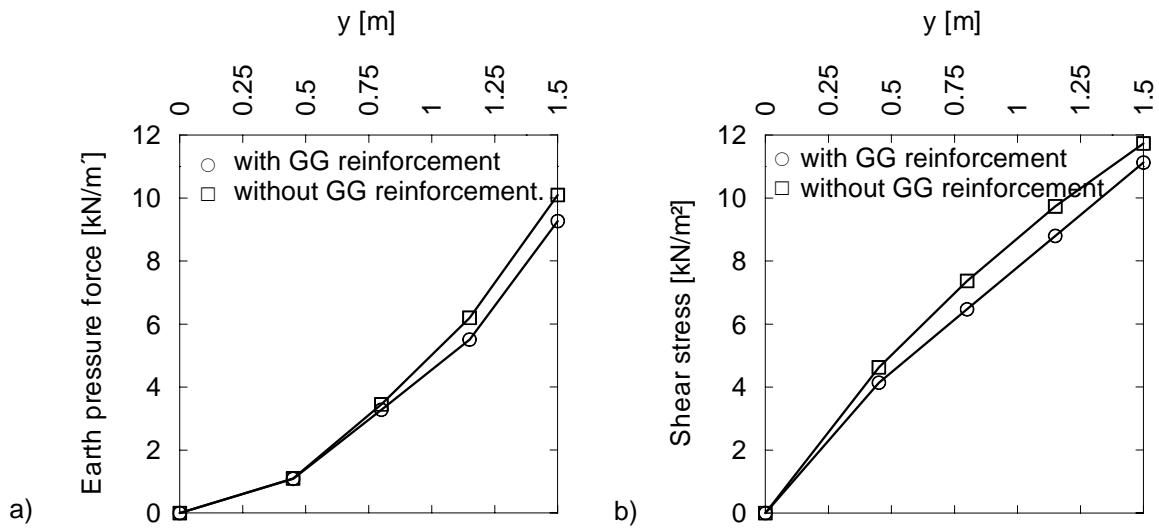 y [m]
0 0.25 0.5 0.75 1 1.25 1.5
12
10
8
6
4
2
0
Earth pressure force [kN/m]
with GG reinforcement
without GG reinforcement.
a)
y [m]
0 0.25 0.5 0.75 1 1.25 1.5
12
10
8
6
4
2
0
Shear stress [kN/m²]
with GG reinforcement
without GG reinforcement
b)